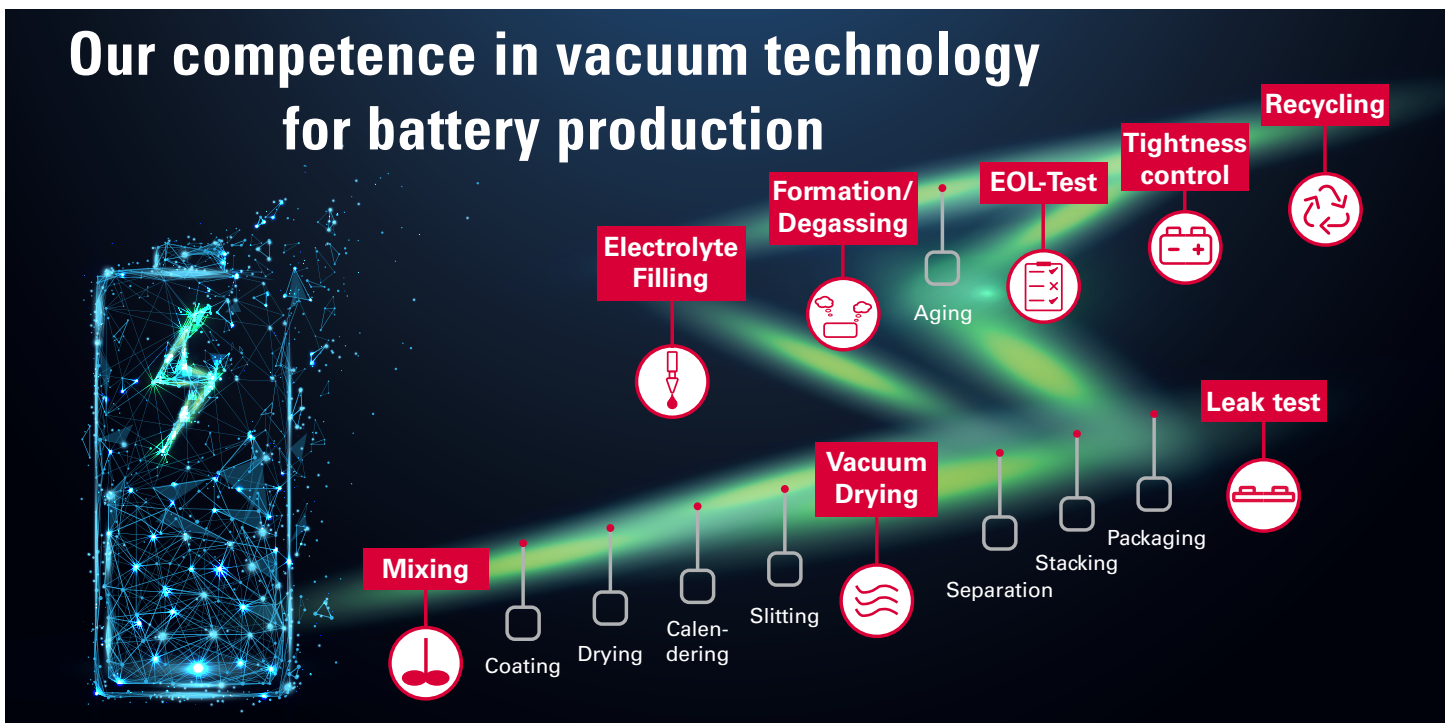 Our competence in vacuum technology
for battery production
Mixing
Coating
Drying
Calen-
dering
Slitting
Vacuum
Drying
Separation
Stacking
Packaging
Leak test
Electrolyte
Filling
Formation/
Degassing
Aging
EOL-Test
Tightness
control
Recycling